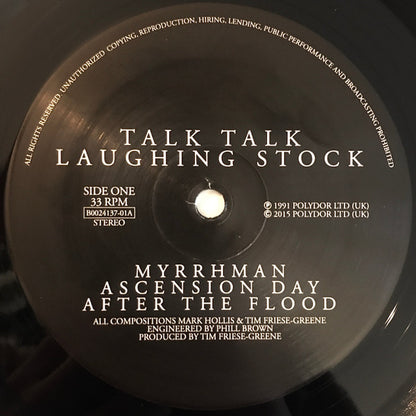 ALL RIGHTS RESERVED UNAUTHORIZED COPYING, REPRODUCTION, HIRING, LENDING, PUBLIC PERFORMANCE AND BROADCASTING PROHIBITED
TALK TALK
LAUGHING STOCK
SIDE ONE
33 RPM
B0024137-01A
STEREO
℗ 1991 POLYDOR LTD (UK)
© 2015 POLYDOR LTD (UK)
MYRRHMAN
ASCENSION DAY
AFTER THE FLOOD
ALL COMPOSITIONS MARK HOLLIS & TIM FRIESE-GREENE
ENGINEERED BY PHILL BROWN
PRODUCED BY TIM FRIESE-GREENE